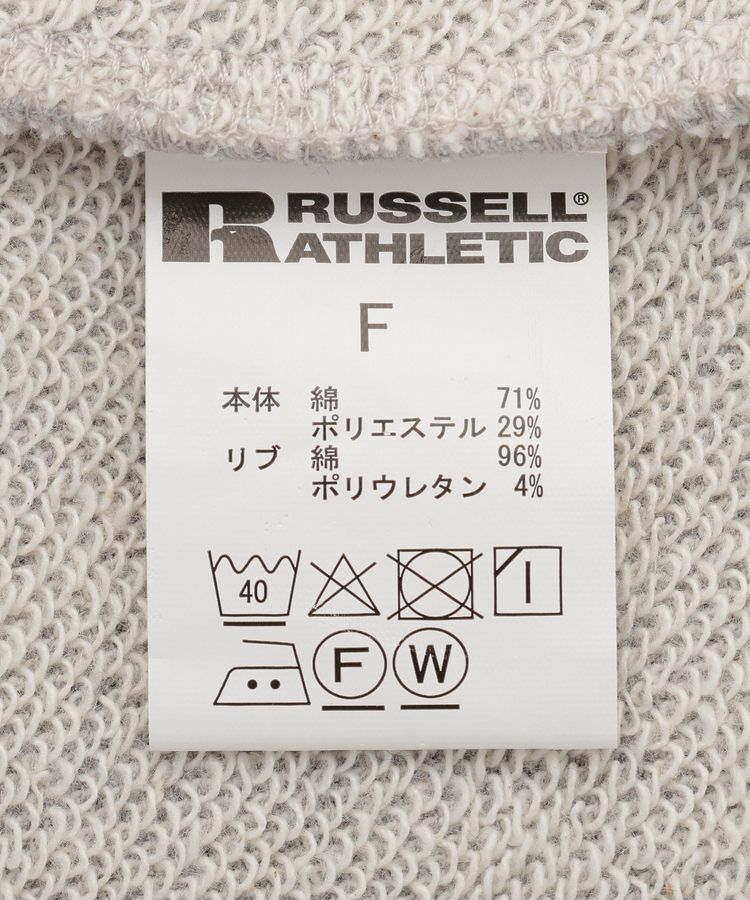 RUSSELL®
ATHLETIC
F
本体 綿 71%
ポリエステル 29%
リブ 綿 96%
ポリウレタン 4%
40
F W